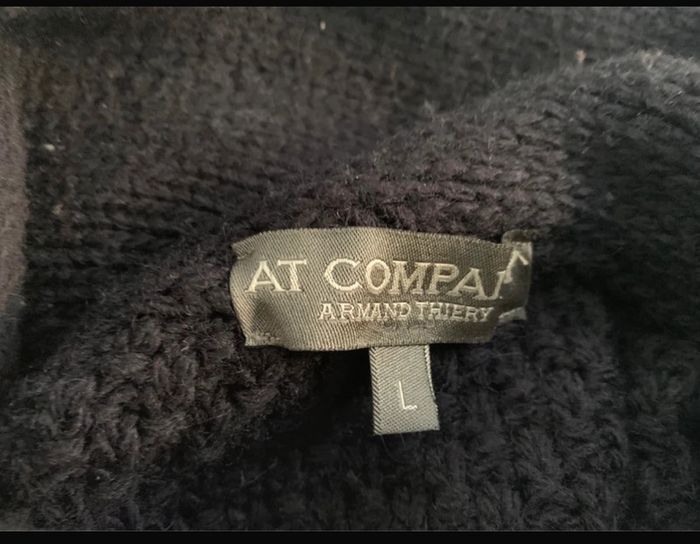 AT COMPAN
ARMAND THIERY
L